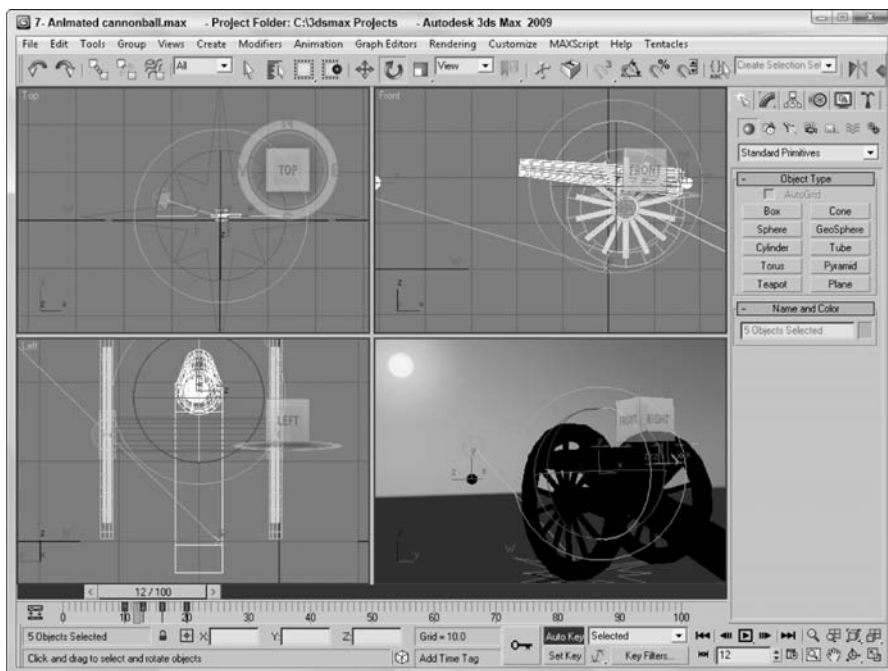 7- Animated cannonball.max - Project Folder: C:\3dsmax Projects - Autodesk 3ds Max 2009
File Edit Tools Group Views Create Modifiers Animation Graph Editors Rendering Customize MAXScript Help Tentacles
All View 3 Create Selection Set
Top
TOP
Front
FRONT
Standard Primitives
- Object Type
AutoGrid
Box Cone
Sphere GeoSphere
Cylinder Tube
Torus Pyramid
Teapot Plane
- Name and Color
5 Objects Selected
Left
LEFT
FRONT RIGHT
< 12 / 100 >
0 10 20 30 40 50 60 70 80 90 100
5 Objects Selected X: Y: Z: Grid = 10.0 Auto Key Selected
Click and drag to select and rotate objects Add Time Tag Set Key Key Filters... 12